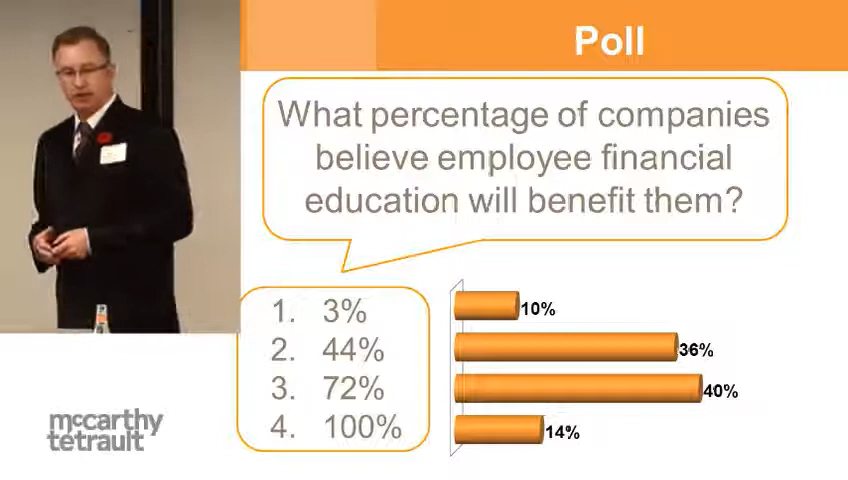 Poll
What percentage of companies
believe employee financial
education will benefit them?
1. 3%
2. 44%
3. 72%
4. 100%
10%
36%
40%
14%
mccarthy
tetrault